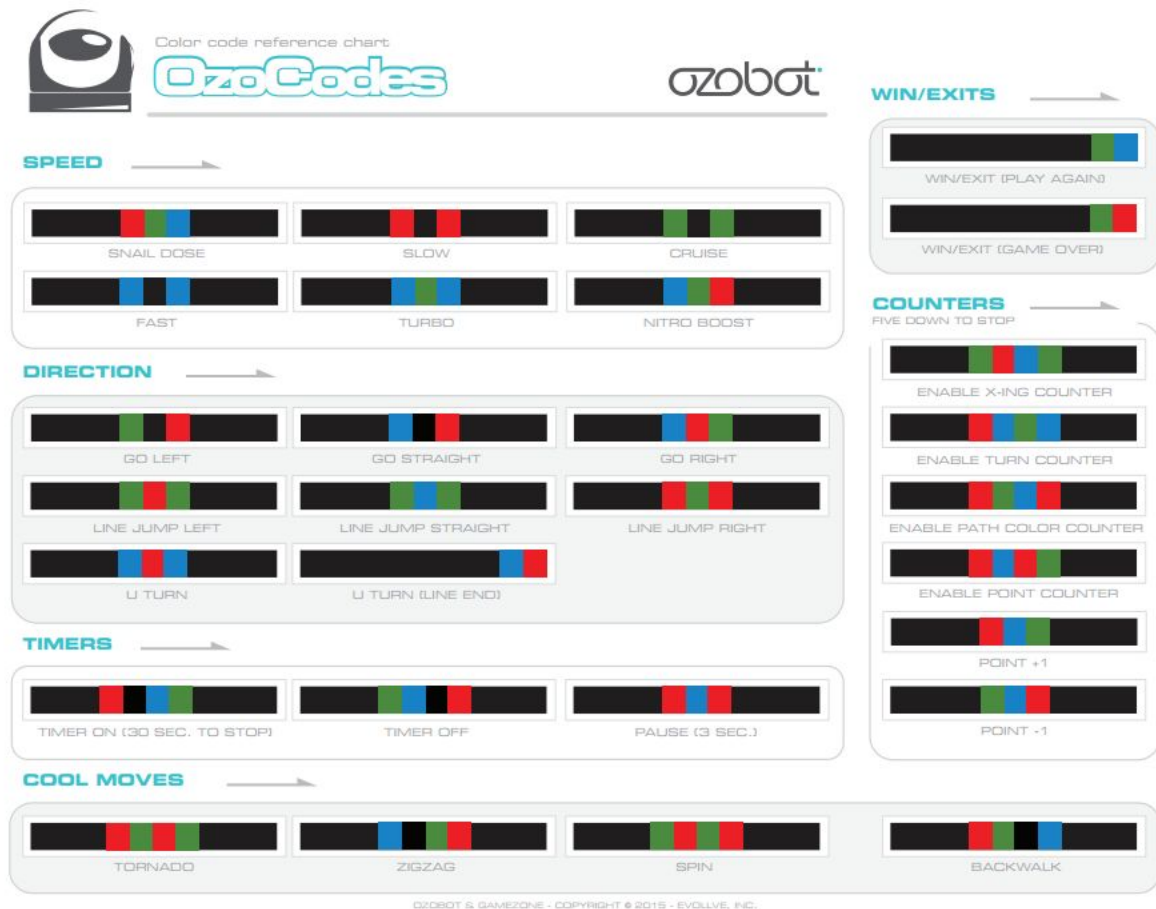 Color code reference chart
OzoCodes
ozobot
SPEED
SNAIL DOSE
SLOW
CRUISE
FAST
TURBO
NITRO BOOST
DIRECTION
GO LEFT
GO STRAIGHT
GO RIGHT
LINE JUMP LEFT
LINE JUMP STRAIGHT
LINE JUMP RIGHT
U TURN
U TURN (LINE END)
TIMERS
TIMER ON (30 SEC. TO STOP)
TIMER OFF
PAUSE (3 SEC.)
WIN/EXITS
WIN/EXIT (PLAY AGAIN)
WIN/EXIT (GAME OVER)
COUNTERS
FIVE DOWN TO STOP
ENABLE X-ING COUNTER
ENABLE TURN COUNTER
ENABLE PATH COLOR COUNTER
ENABLE POINT COUNTER
POINT +1
POINT -1
COOL MOVES
TORNADO
ZIGZAG
SPIN
BACKWALK
OZOBOT & GAMEZONE - COPYRIGHT © 2015 - EVOLLVE, INC.